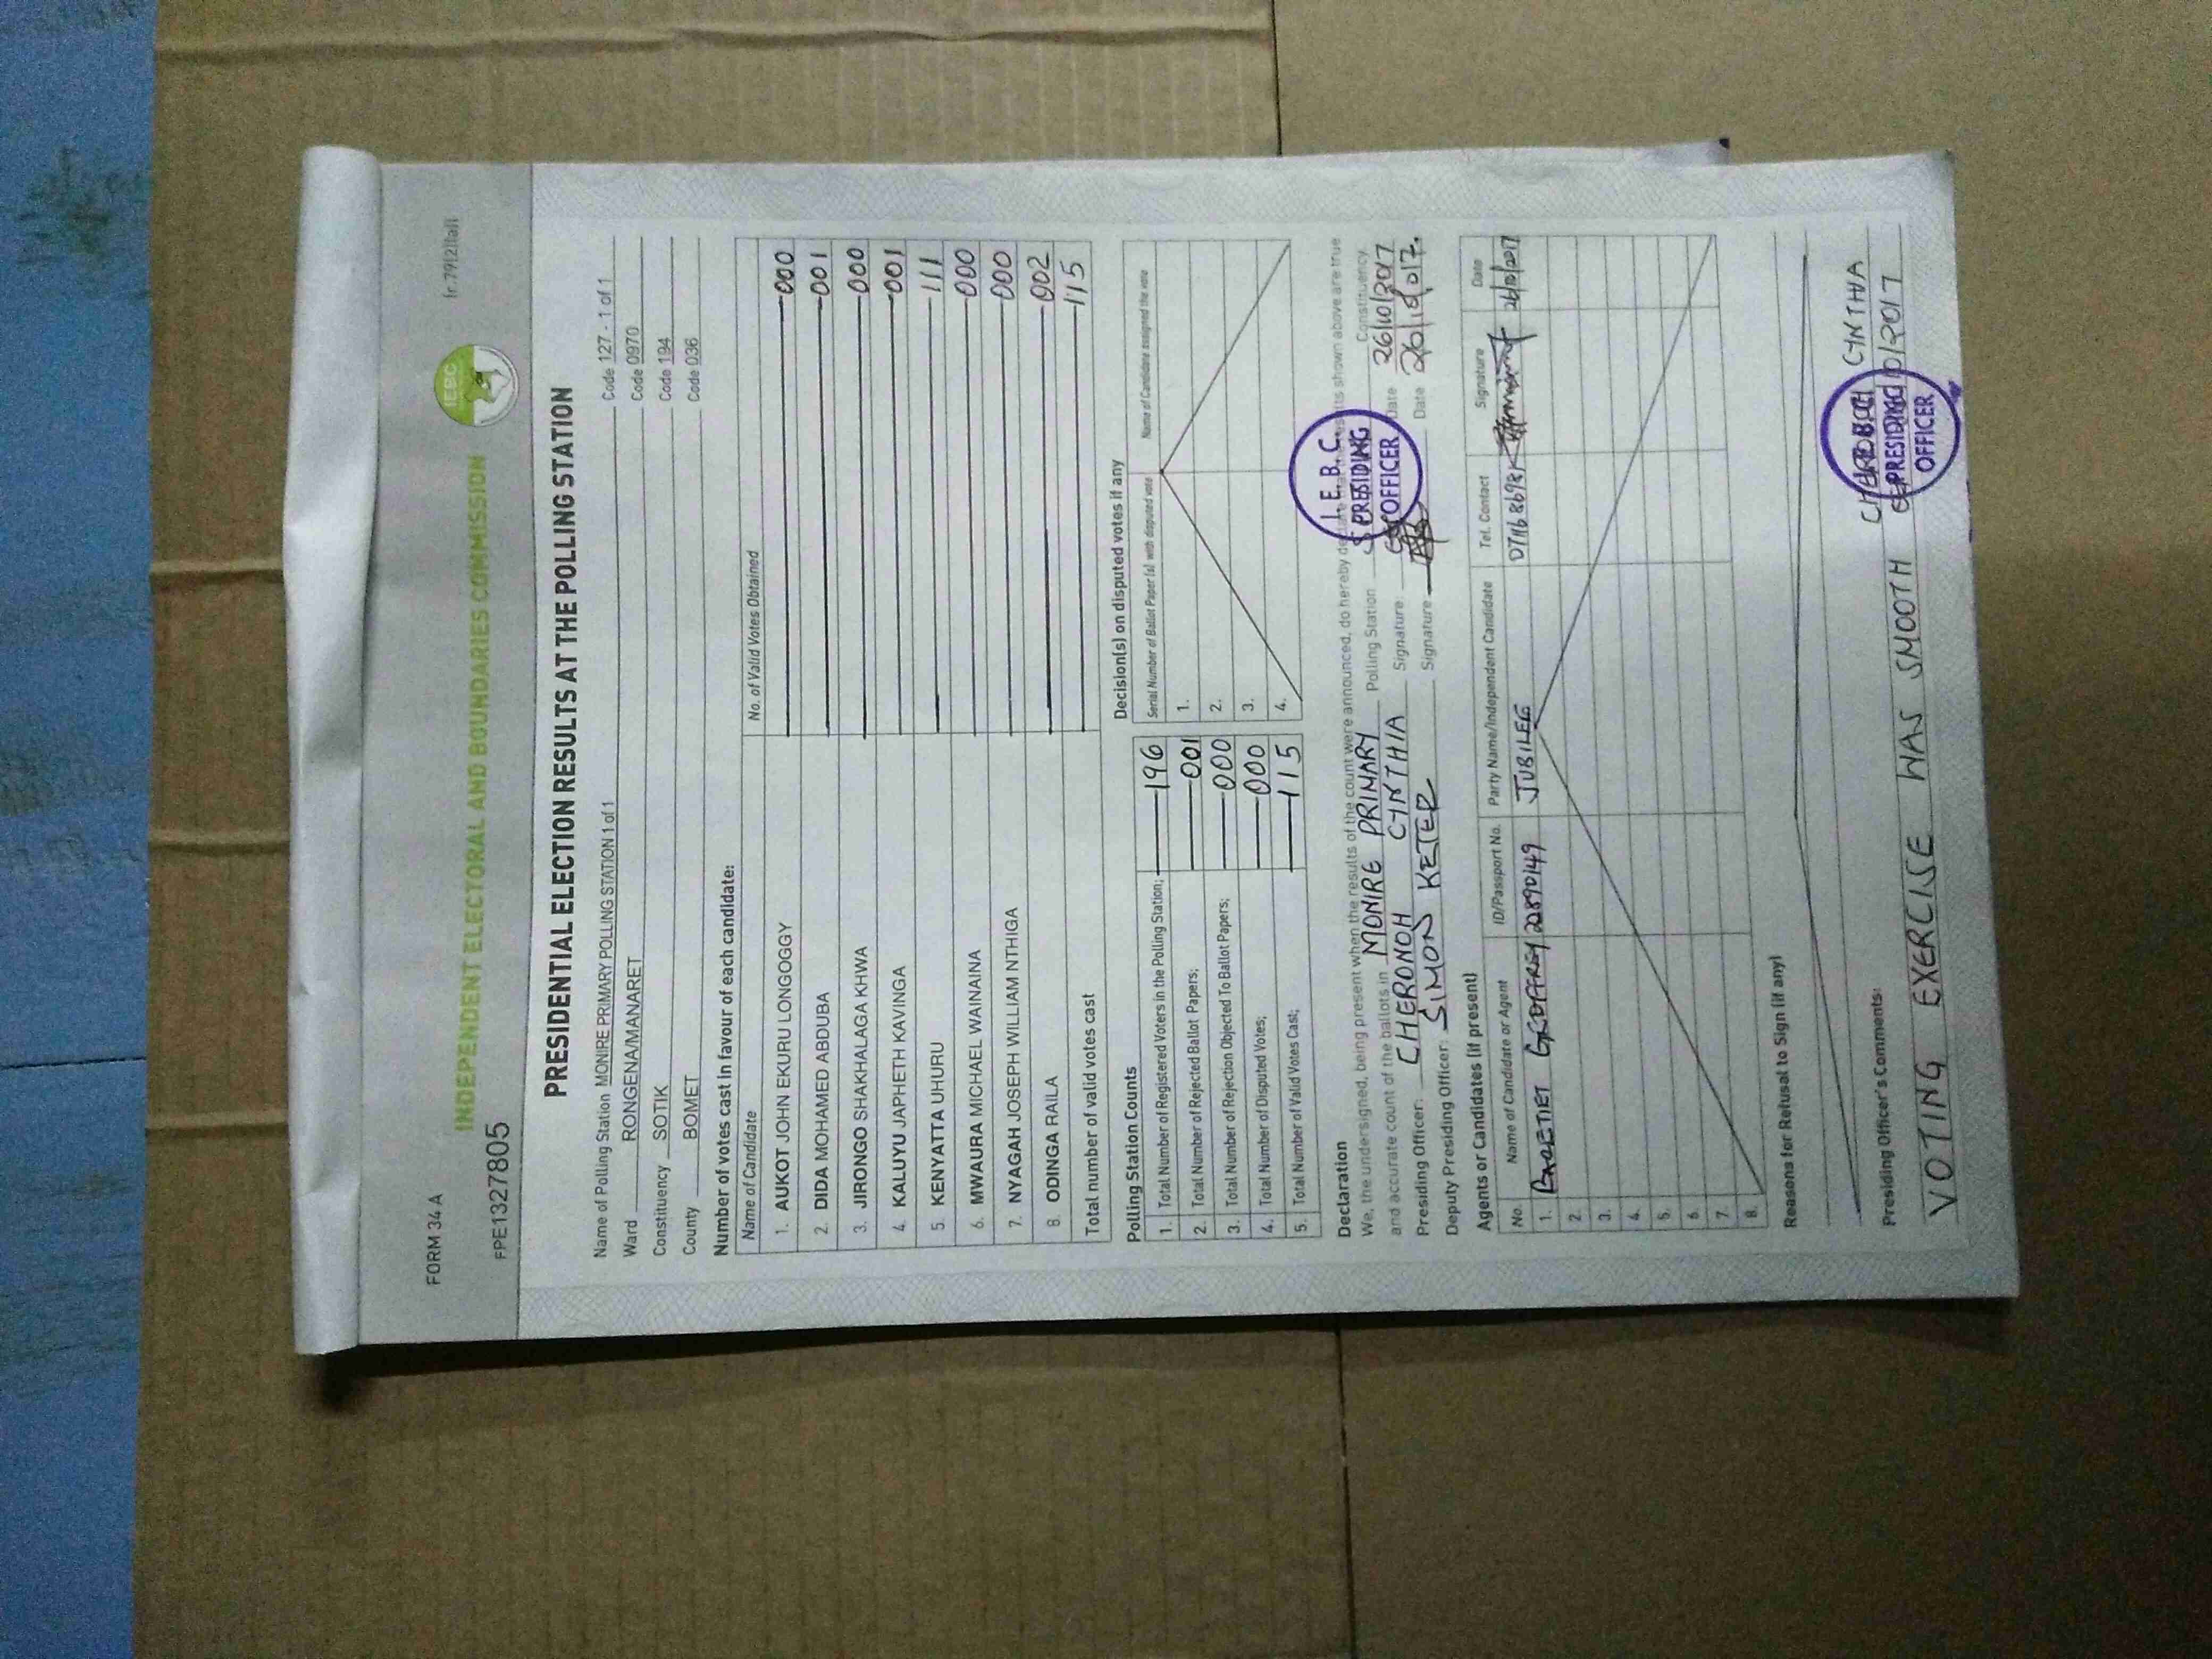 FORM 34 A
INDEPENDENT ELECTORAL AND BOUNDARIES COMMISSION
IEBC
FPE1327805
PRESIDENTIAL ELECTION RESULTS AT THE POLLING STATION
Name of Polling Station MONIRE PRIMARY POLLING STATION 1 of 1 Code 127 - 1 of 1
Ward RONGENA/MANARET Code 0970
Constituency SOTIK Code 194
County BOMET Code 036
Number of votes cast in favour of each candidate:
Name of Candidate No. of Valid Votes Obtained
1. AUKOT JOHN EKURU LONGOGGY 000
2. DIDA MOHAMED ABDUBA 001
3. JIRONGO SHAKHALAGA KHWA 000
4. KALUYU JAPHETH KAVINGA 001
5. KENYATTA UHURU 111
6. MWAURA MICHAEL WAINAINA 000
7. NYAGAH JOSEPH WILLIAM NTHIGA 000
8. ODINGA RAILA 002
Total number of valid votes cast 115
Polling Station Counts
1. Total Number of Registered Voters in the Polling Station; 196
2. Total Number of Rejected Ballot Papers; 001
3. Total Number of Rejection Objected To Ballot Papers; 000
4. Total Number of Disputed Votes; 000
5. Total Number of Valid Votes Cast; 115
Decision(s) on disputed votes if any
Serial Number of Ballot Paper (s) with disputed vote Name of Candidate assigned the vote
1.
2.
3.
4.
Declaration
We, the undersigned, being present when the results of the count were announced, do hereby declare that the results shown above are true
and accurate count of the ballots in MONIRE PRIMARY Polling Station Constituency
Presiding Officer: CHERONOH CYNTHIA Signature: Date 26/10/2017
Deputy Presiding Officer: SIMON KETER Signature Date 26/10/2017.
I.E.B.C.
PRESIDING
OFFICER
Agents or Candidates (if present)
No. Name of Candidate or Agent ID/Passport No. Party Name/Independent Candidate Tel. Contact Signature Date
1. GEOFFREY 22890149 JUBILEE 26/10/2017
2.
3.
4.
5.
6.
7.
8.
Reasons for Refusal to Sign (if any)
Presiding Officer's Comments:
CYNTHIA
VOTING EXERCISE WAS SMOOTH
PRESIDING
OFFICER